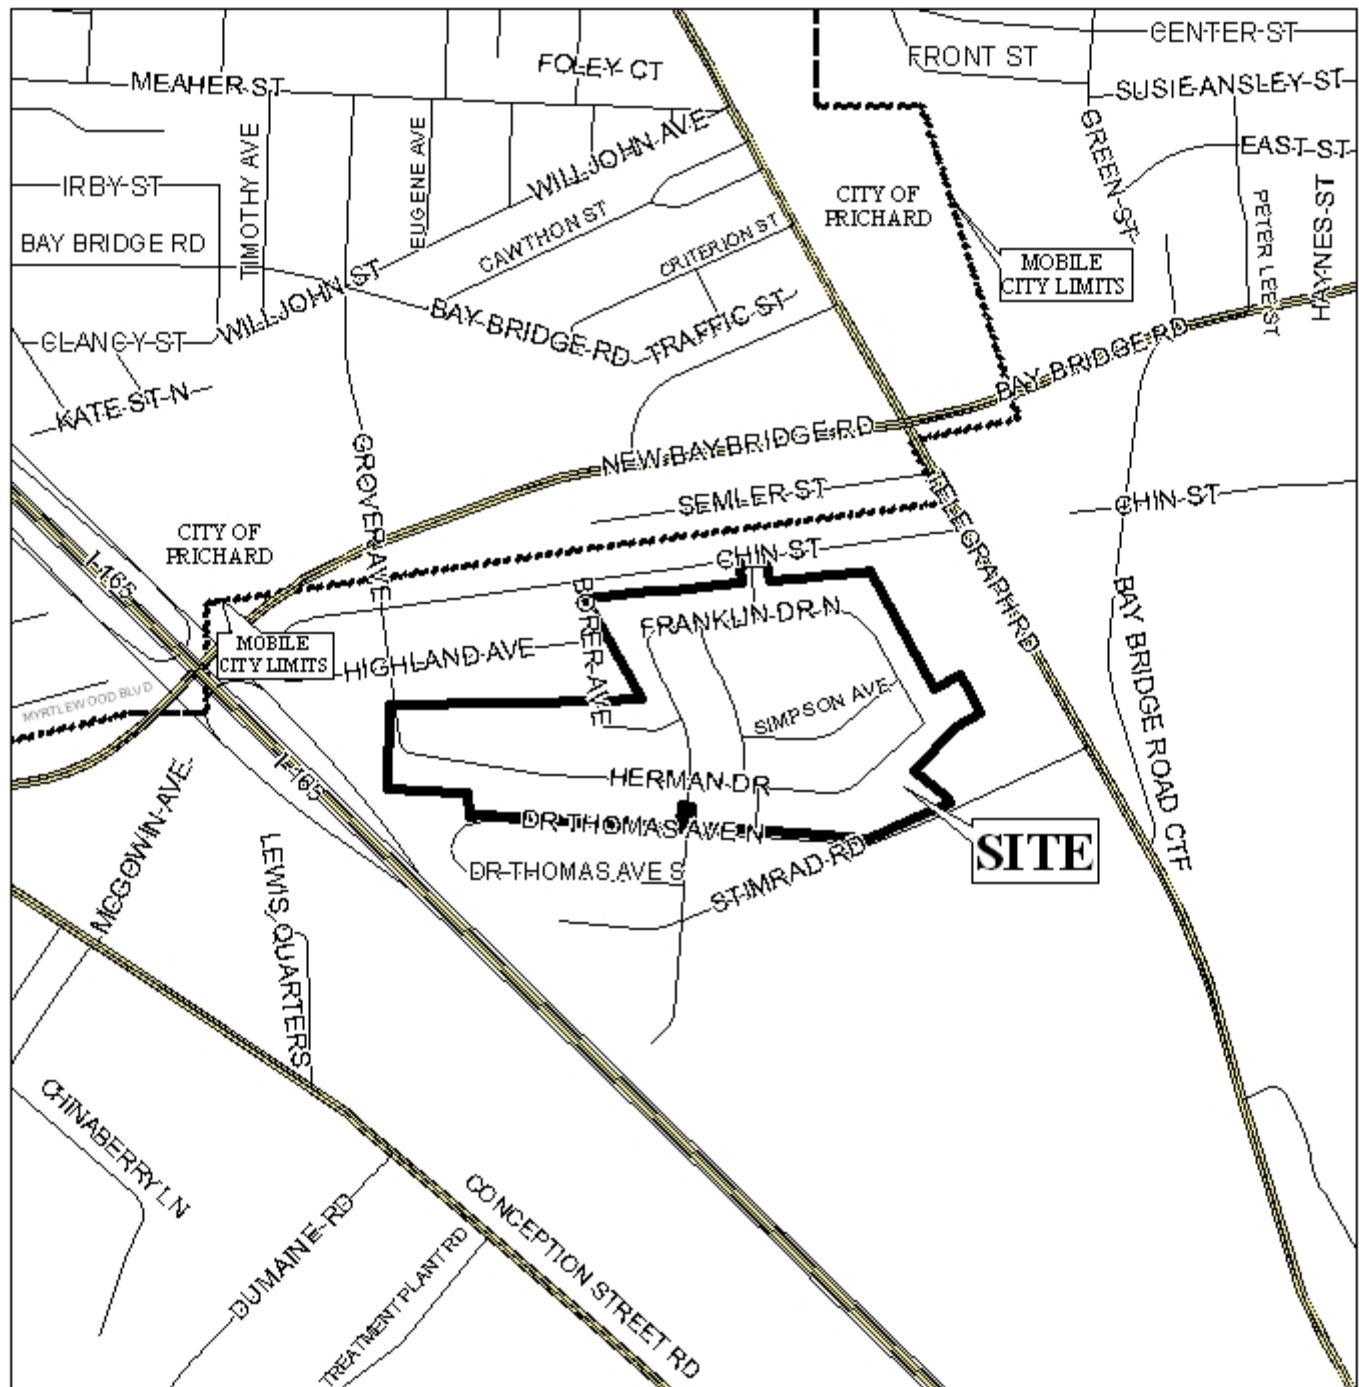 CENTER ST
FRONT ST
FOLEY CT
MEAHER ST
SUSIE ANSLEY ST
WILL JOHN AVE
GREEN ST
EAST ST
TIMOTHY AVE
EUGENE AVE
IRBY ST
CITY OF
PRICHARD
PETER LEE ST
HAYNES ST
CAWTHON ST
BAY BRIDGE RD
CRITERION ST
MOBILE
CITY LIMITS
WILL JOHN ST
BAY BRIDGE RD
TRAFFIC ST
CLANCY ST
BAY BRIDGE RD
KATE ST N
NEW BAY BRIDGE RD
GROVER AVE
SEMLER ST
CHIN ST
TELEGRAPH RD
CITY OF
PRICHARD
CHIN ST
I-165
BORER AVE
FRANKLIN DR N
BAY BRIDGE ROAD CTF
MOBILE
CITY LIMITS
HIGHLAND AVE
MYRTLEWOOD BLVD
SIMPSON AVE
I-165
HERMAN DR
MCGOWIN AVE
DR THOMAS AVE N
SITE
LEWIS QUARTERS
DR THOMAS AVE S
ST IMRAD RD
CHINABERRY LN
CONCEPTION STREET RD
DUMAINE RD
TREATMENT PLANT RD